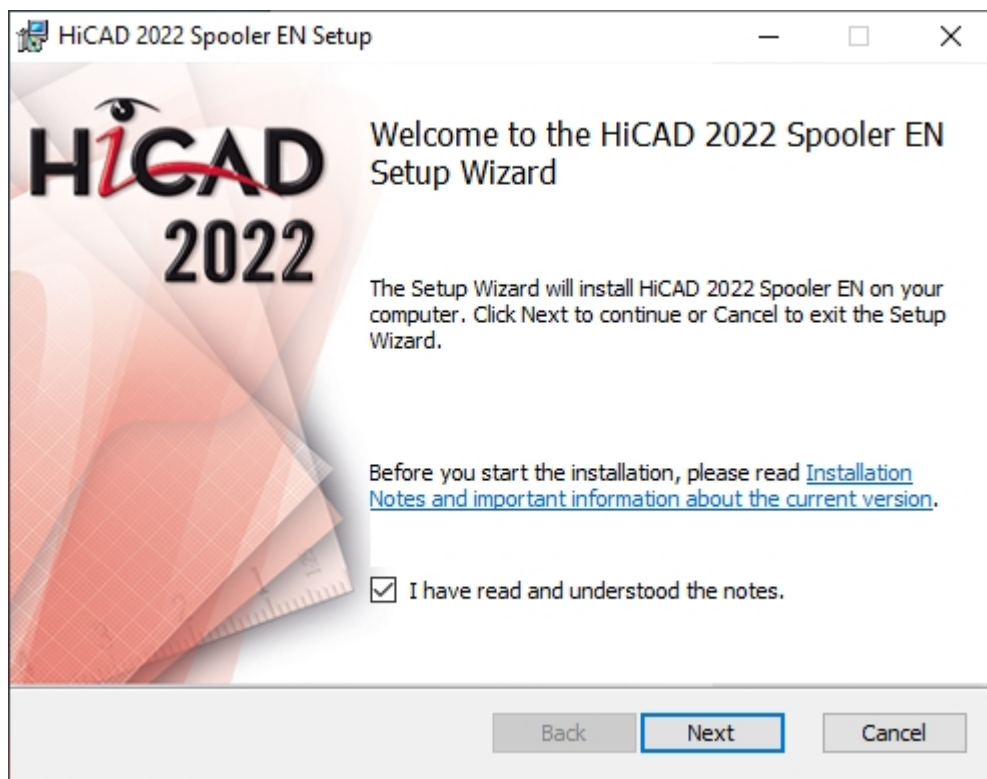 HiCAD 2022 Spooler EN Setup
HiCAD
2022
Welcome to the HiCAD 2022 Spooler EN
Setup Wizard
The Setup Wizard will install HiCAD 2022 Spooler EN on your
computer. Click Next to continue or Cancel to exit the Setup
Wizard.
Before you start the installation, please read Installation
Notes and important information about the current version.
I have read and understood the notes.
Back
Next
Cancel